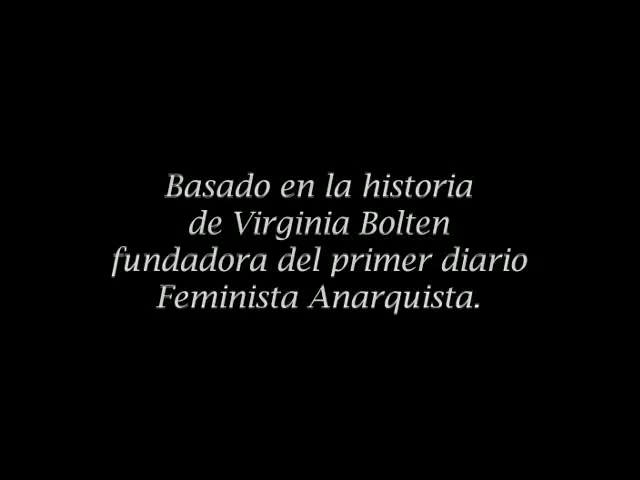 Basado en la historia
de Virginia Bolten
fundadora del primer diario
Feminista Anarquista.